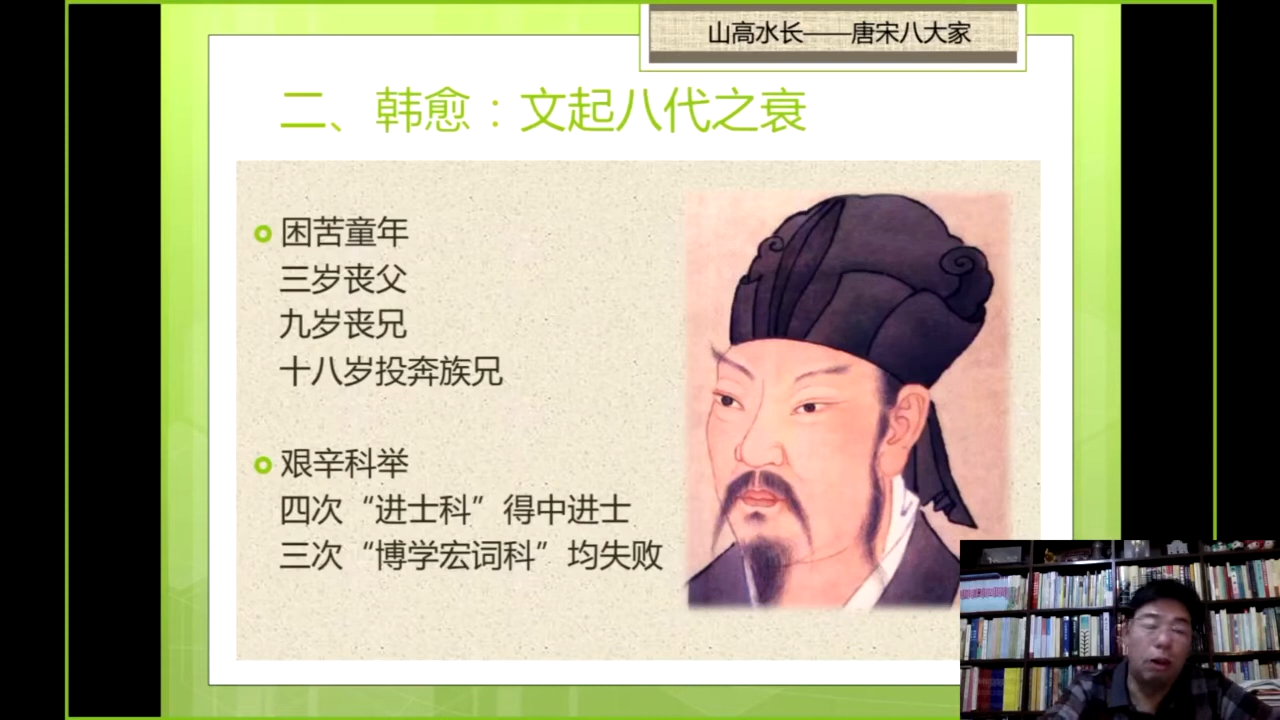 山高水长——唐宋八大家
二、韩愈：文起八代之衰
困苦童年
三岁丧父
九岁丧兄
十八岁投奔族兄
艰辛科举
四次“进士科”得中进士
三次“博学宏词科”均失败